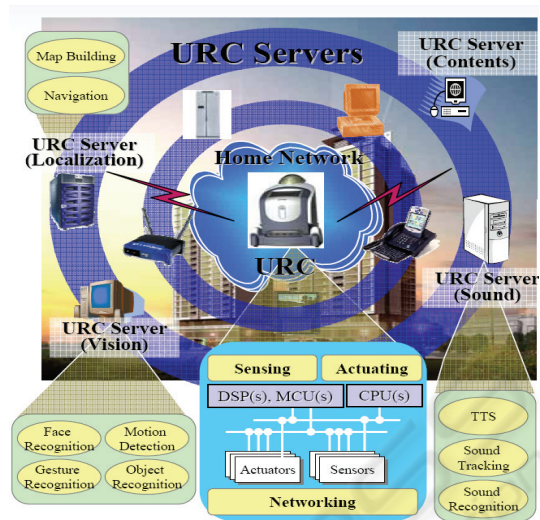 URC Servers
Map Building
Navigation
URC Server
(Contents)
URC Server
(Localization)
Home Network
URC
URC Server
(Vision)
URC Server
(Sound)
Sensing
Actuating
DSP(s), MCU(s)
CPU(s)
Actuators
Sensors
Networking
Face
Recognition
Motion
Detection
Gesture
Recognition
Object
Recognition
TTS
Sound
Tracking
Sound
Recognition